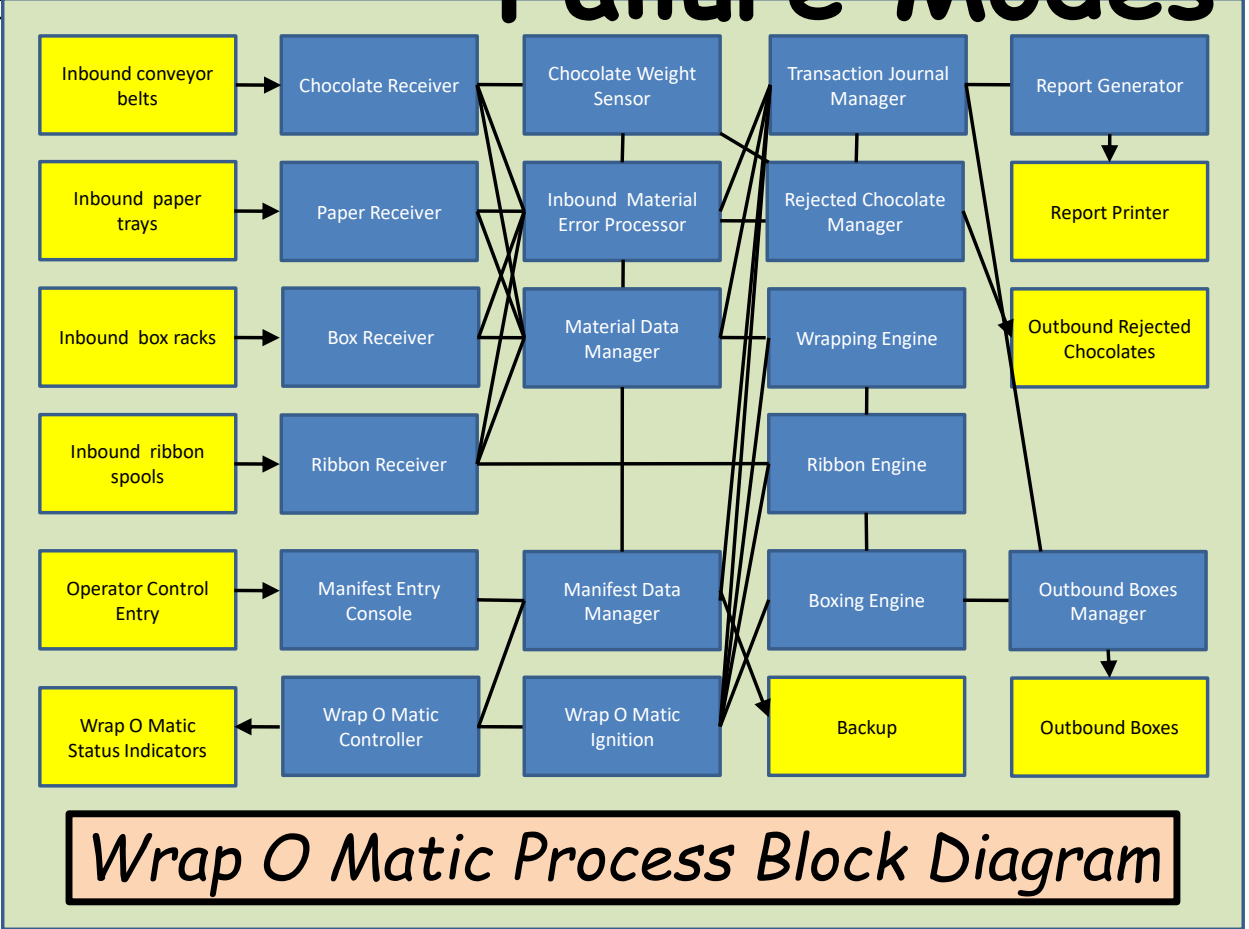 Failure Modes
Inbound conveyor
belts
Chocolate Receiver
Chocolate Weight
Sensor
Transaction Journal
Manager
Report Generator
Inbound paper
trays
Paper Receiver
Inbound Material
Error Processor
Rejected Chocolate
Manager
Report Printer
Inbound box racks
Box Receiver
Material Data
Manager
Wrapping Engine
Outbound Rejected
Chocolates
Inbound ribbon
spools
Ribbon Receiver
Ribbon Engine
Operator Control
Entry
Manifest Entry
Console
Manifest Data
Manager
Boxing Engine
Outbound Boxes
Manager
Wrap O Matic
Status Indicators
Wrap O Matic
Controller
Wrap O Matic
Ignition
Backup
Outbound Boxes
Wrap O Matic Process Block Diagram